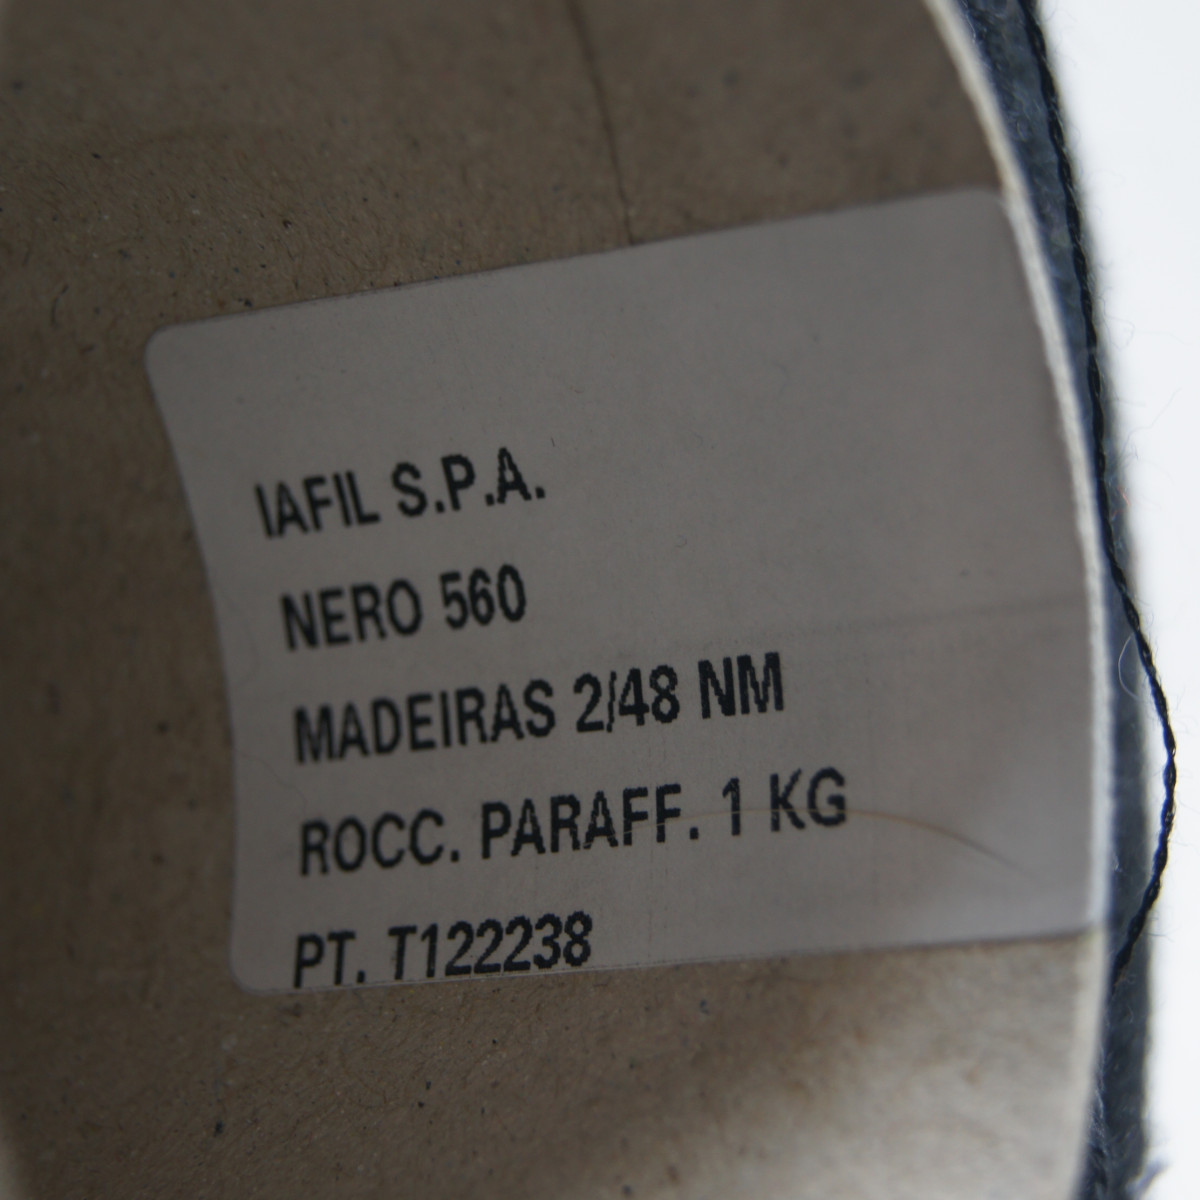 IAFIL S.P.A.
NERO 560
MADEIRAS 2/48 NM
ROCC. PARAFF. 1 KG
PT. T122238